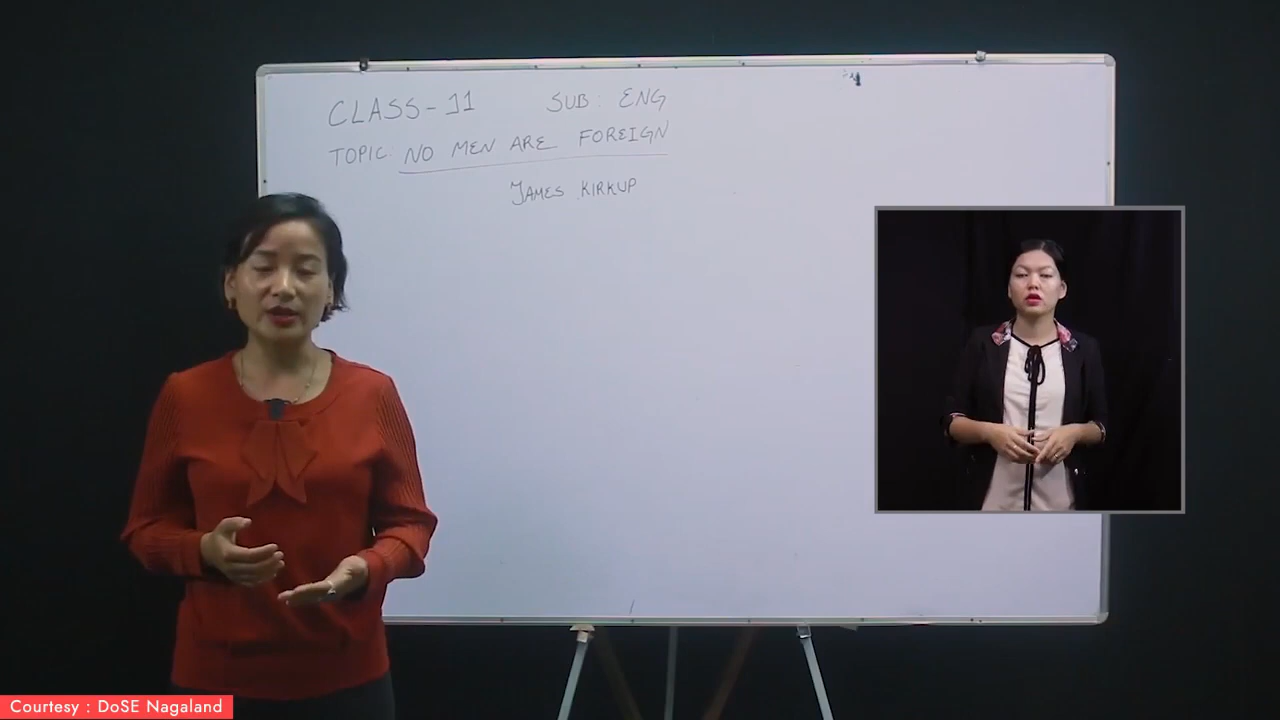 CLASS-11 SUB: ENG
TOPIC: NO MEN ARE FOREIGN
JAMES KIRKUP
Courtesy : DoSE Nagaland